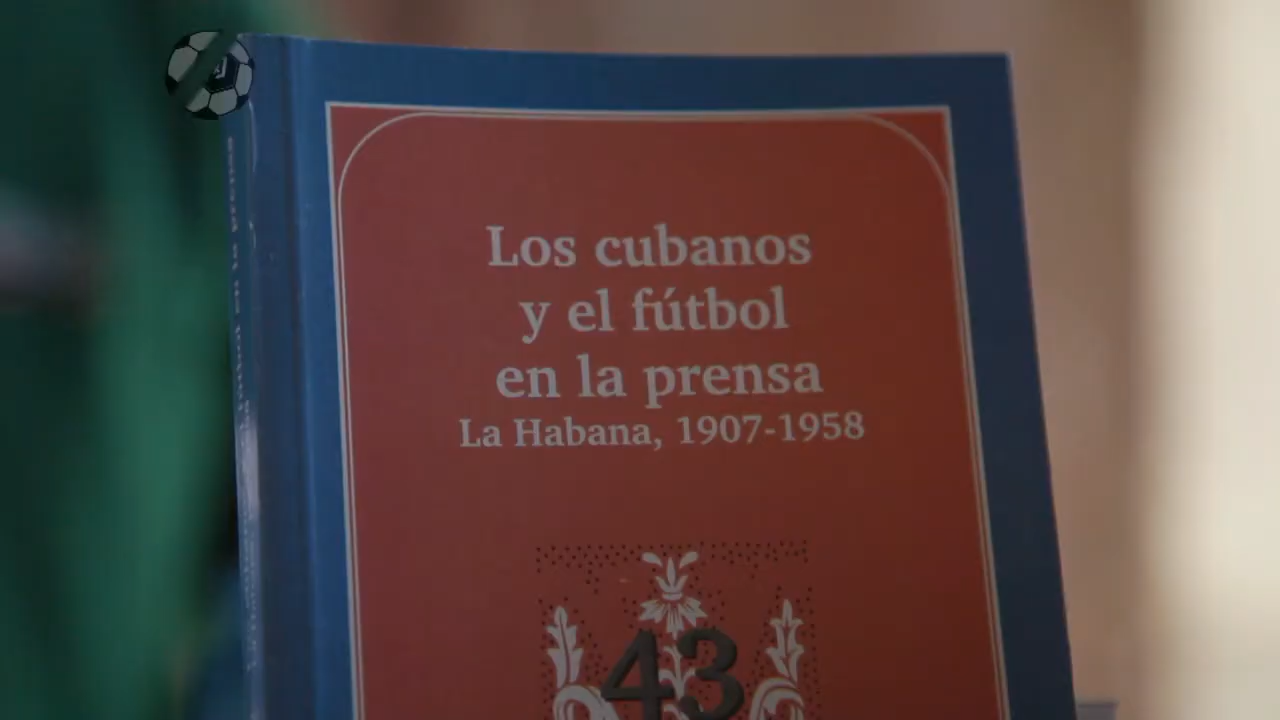 Los cubanos
y el fútbol
en la prensa
La Habana, 1907-1958
43